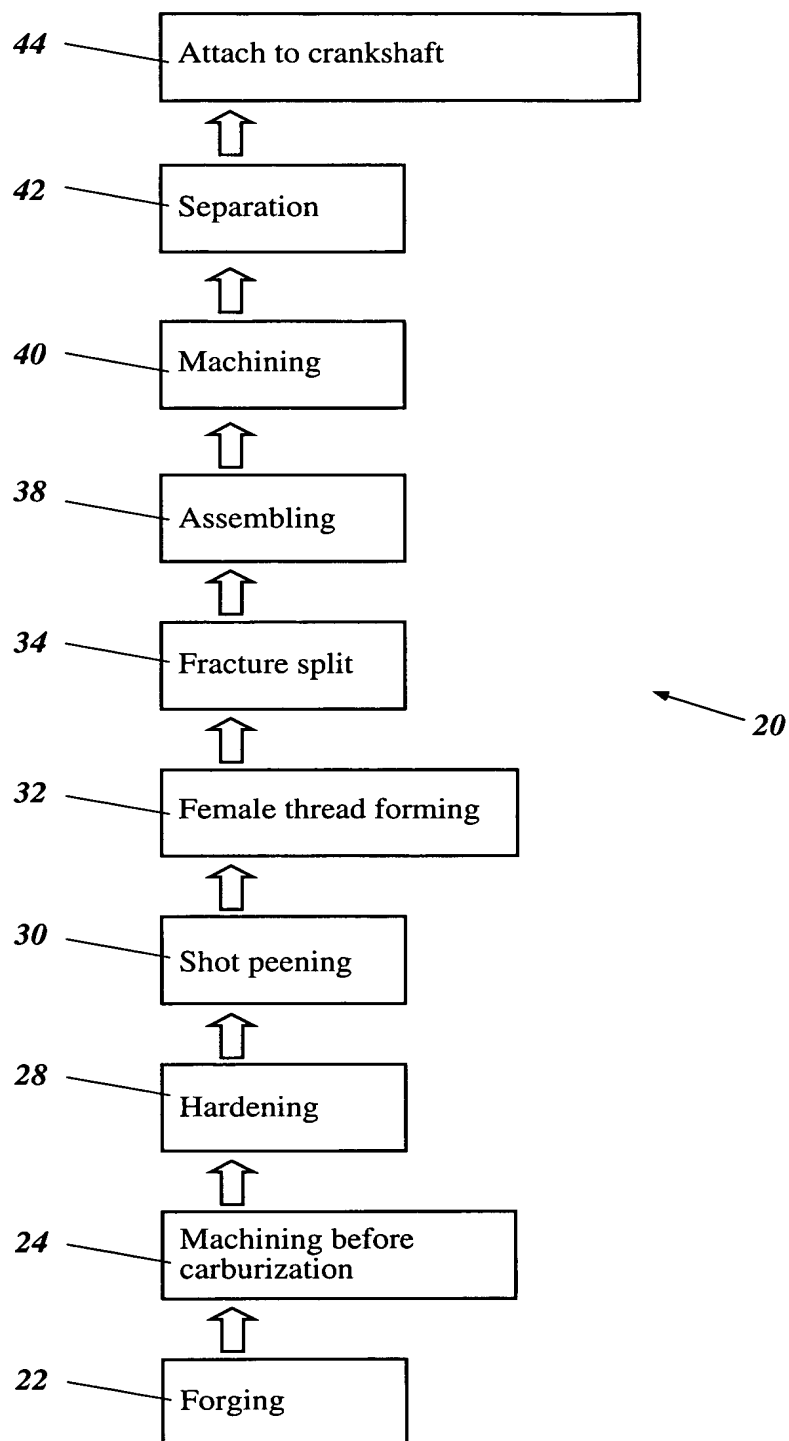 44
Attach to crankshaft
42
Separation
40
Machining
38
Assembling
34
Fracture split
20
32
Female thread forming
30
Shot peening
28
Hardening
24
Machining before
carburization
22
Forging